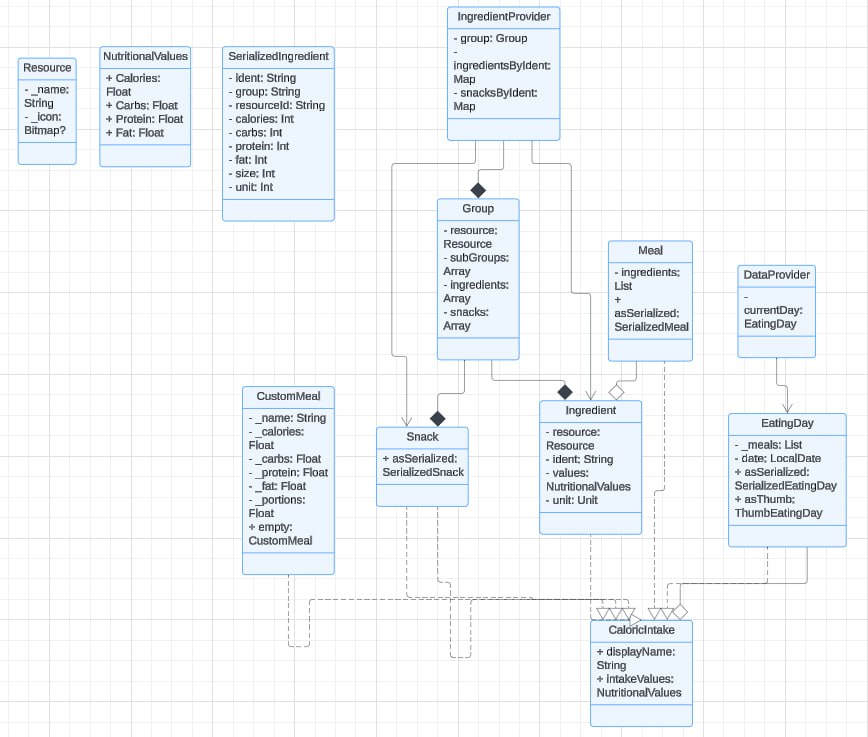 IngredientProvider
- group: Group
-
ingredientsByIdent:
Map
- snacksByIdent:
Map
Resource
- _name:
String
- _icon:
Bitmap?
NutritionalValues
+ Calories:
Float
+ Carbs: Float
+ Protein: Float
+ Fat: Float
SerializedIngredient
- ident: String
- group: String
- resourceId: String
- calories: Int
- carbs: Int
- protein: Int
- fat: Int
- size: Int
- unit: Int
Group
- resource:
Resource
- subGroups:
Array
- ingredients:
Array
- snacks:
Array
Meal
- ingredients:
List
+
asSerialized:
SerializedMeal
DataProvider
-
currentDay:
EatingDay
CustomMeal
- _name: String
- _calories:
Float
- _carbs: Float
- _protein: Float
- _fat: Float
- _portions:
Float
+ empty:
CustomMeal
Snack
+ asSerialized:
SerializedSnack
Ingredient
- resource:
Resource
- ident: String
- values:
NutritionalValues
- unit: Unit
EatingDay
- _meals: List
- date: LocalDate
+ asSerialized:
SerializedEatingDay
+ asThumb:
ThumbEatingDay
CaloricIntake
+ displayName:
String
+ intakeValues:
NutritionalValues